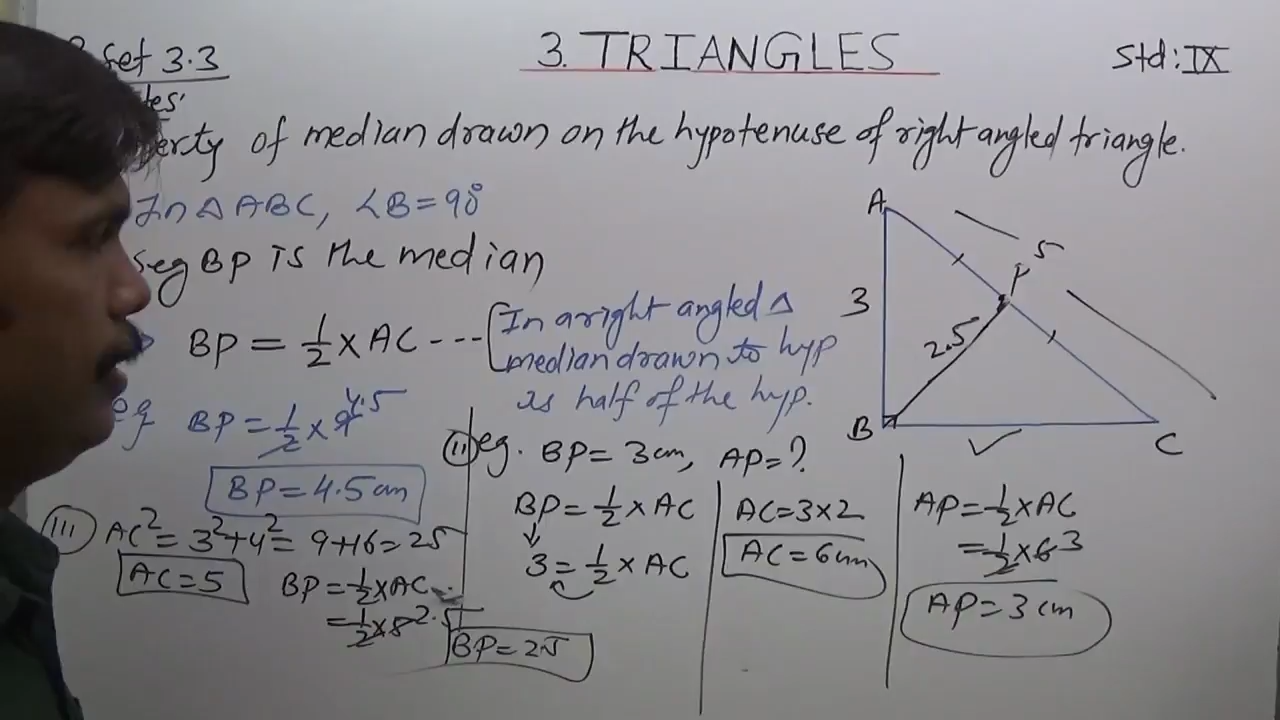 Set 3.3
3. TRIANGLES
Std: IX
of median drawn on the hypotenuse of right angled triangle.
In △ABC, ∠B=90°
Seg BP is the median
BP = 1/2 × AC --- [In a right angled △
median drawn to hyp
is half of the hyp.
eg BP = 1/2 × 9 4.5
BP = 4.5 cm
(ii) eg. BP = 3 cm, AP = ?
BP = 1/2 × AC
3 = 1/2 × AC
AC = 3 × 2
AC = 6 cm
AP = 1/2 × AC
= 1/2 × 6 3
AP = 3 cm
(III) AC² = 3² + 4² = 9 + 16 = 25
AC = 5
BP = 1/2 × AC
= 1/2 × 5 2.5
BP = 2.5
A
5
P
3
2.5
B
C